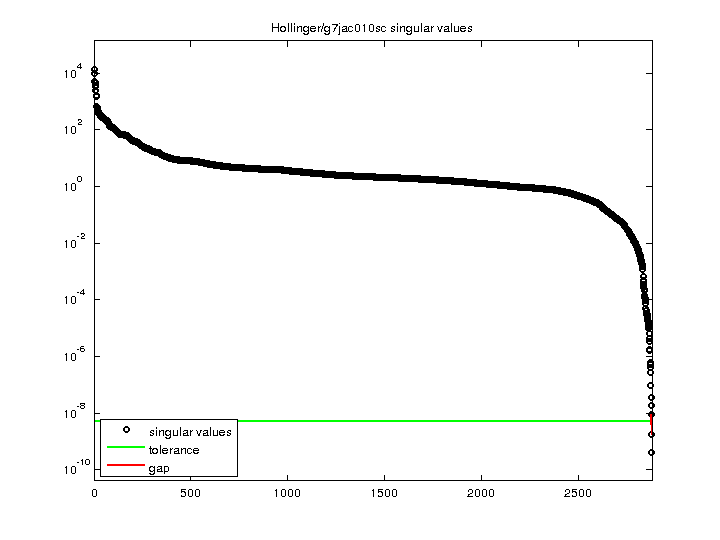 Hollinger/g7jac010sc singular values
10^4
10^2
10^0
10^-2
10^-4
10^-6
10^-8
10^-10
singular values
tolerance
gap
0 500 1000 1500 2000 2500